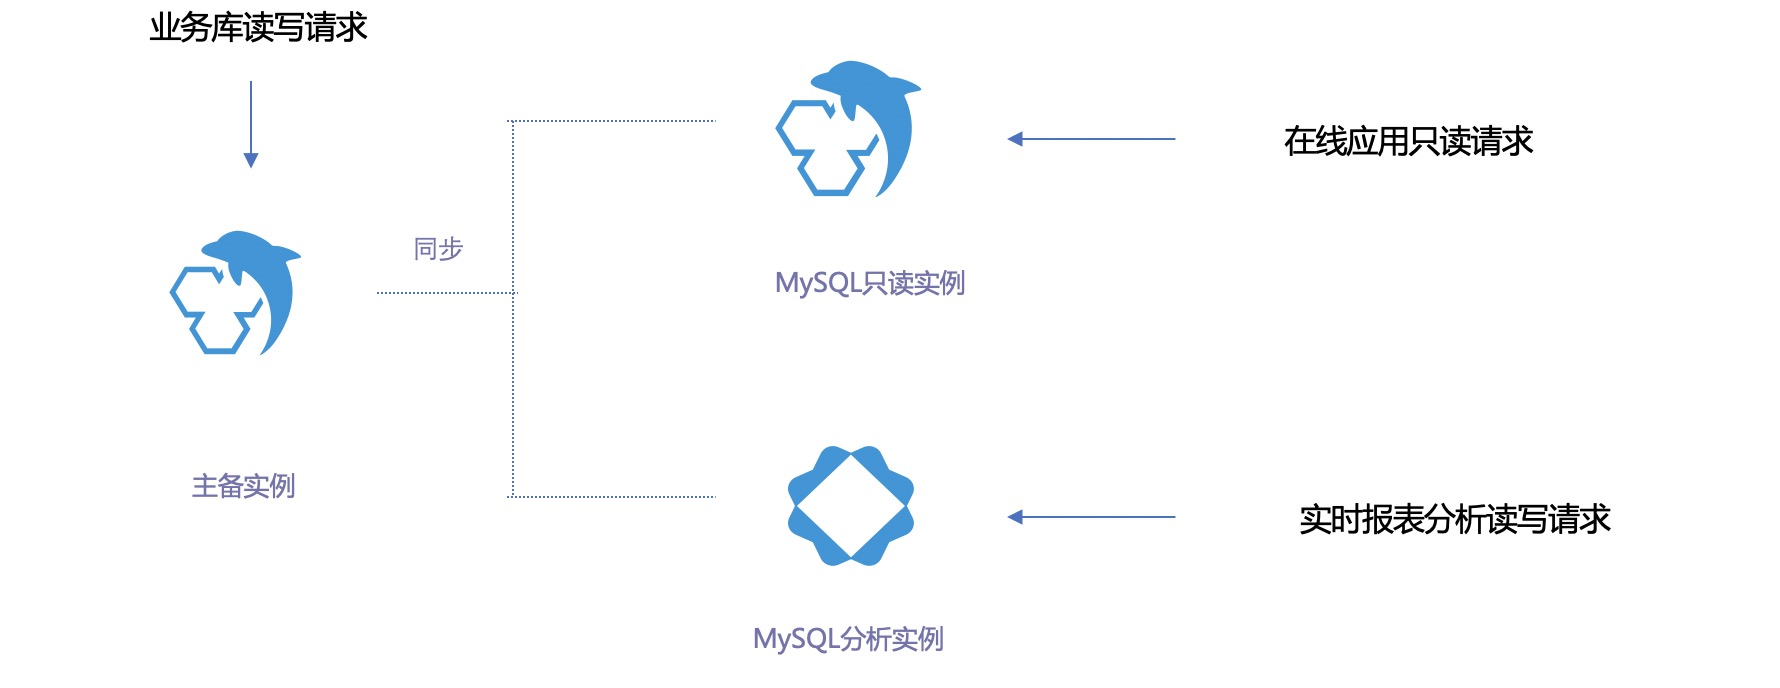 业务库读写请求
在线应用只读请求
同步
MySQL只读实例
主备实例
实时报表分析读写请求
MySQL分析实例